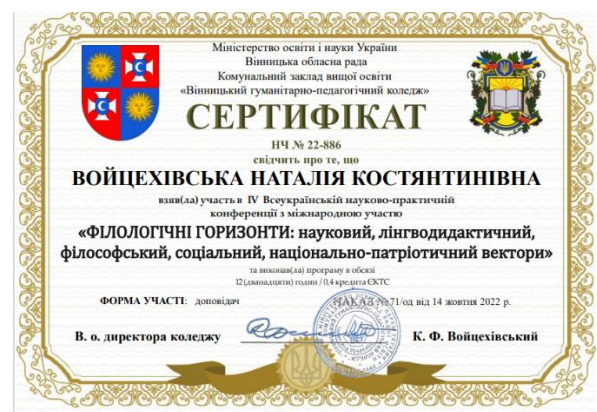 Міністерство освіти і науки України
Вінницька обласна рада
Комунальний заклад вищої освіти
«Вінницький гуманітарно-педагогічний коледж»
СЕРТИФІКАТ
НЧ № 22-886
свідчить про те, що
ВОЙЦЕХІВСЬКА НАТАЛІЯ КОСТЯНТИНІВНА
взяв(ла) участь в IV Всеукраїнській науково-практичній
конференції з міжнародною участю
«ФІЛОЛОГІЧНІ ГОРИЗОНТИ: науковий, лінгводидактичний,
філософський, соціальний, національно-патріотичний вектори»
та виконав(ла) програму в обсязі
12(дванадцяти) годин / 0,4 кредита ЄКТС
ФОРМА УЧАСТІ: доповідач
НАКАЗ №71/од від 14 жовтня 2022 р.
В. о. директора коледжу
К. Ф. Войцехівський